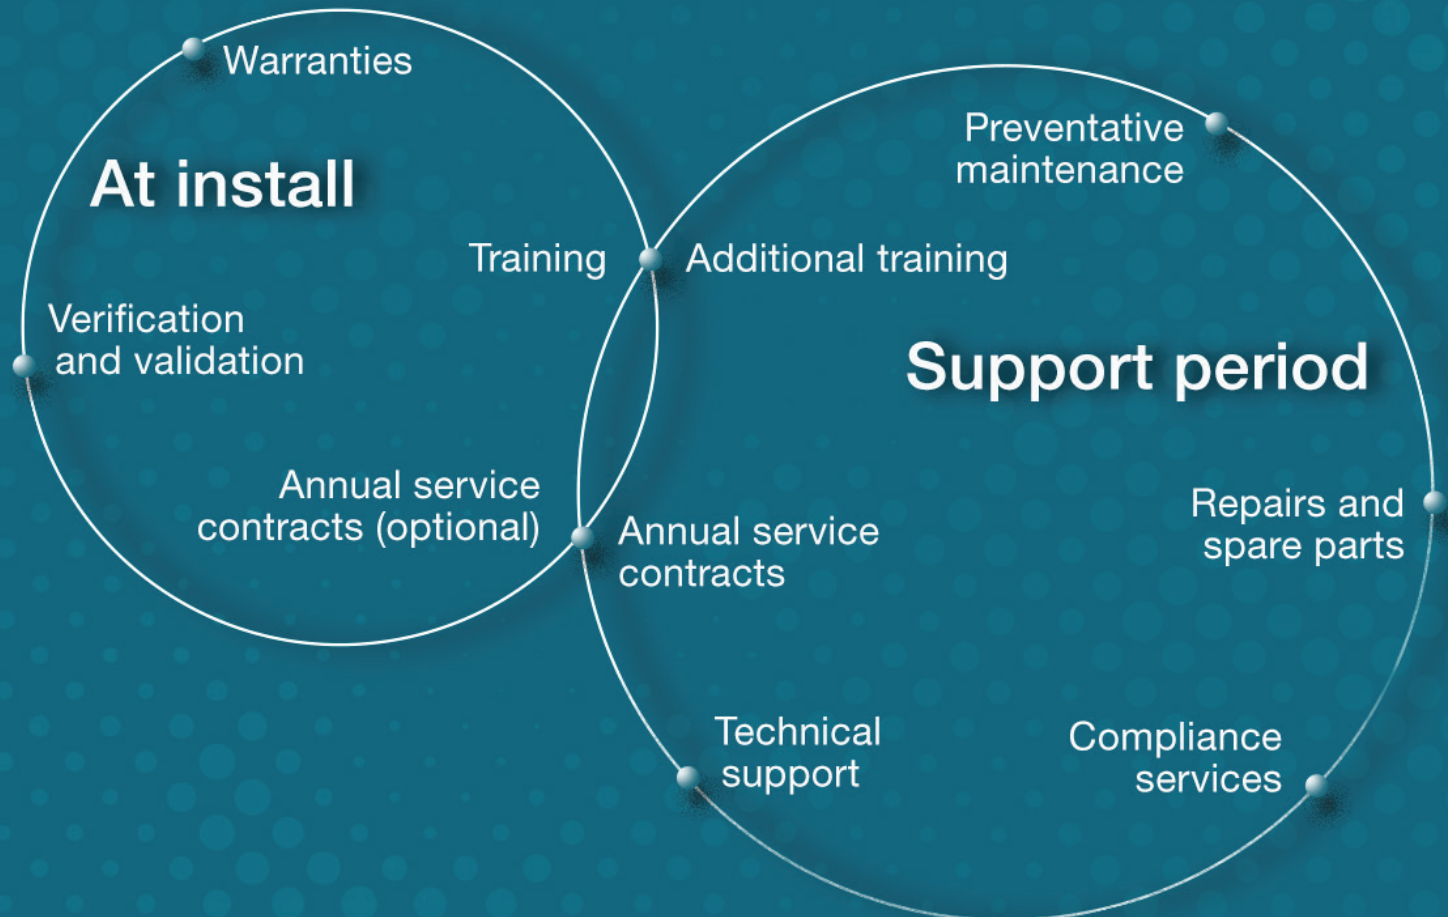 Warranties
At install
Training
Verification
and validation
Annual service
contracts (optional)
Preventative
maintenance
Additional training
Support period
Repairs and
spare parts
Annual service
contracts
Technical
support
Compliance
services